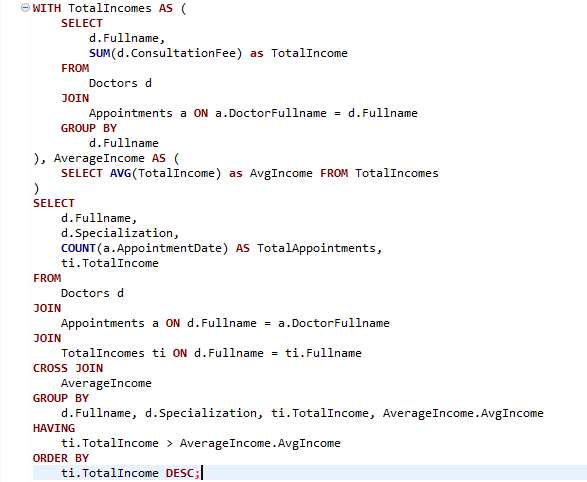 WITH TotalIncomes AS (
    SELECT
        d.Fullname,
        SUM(d.ConsultationFee) as TotalIncome
    FROM
        Doctors d
    JOIN
        Appointments a ON a.DoctorFullname = d.Fullname
    GROUP BY
        d.Fullname
), AverageIncome AS (
    SELECT AVG(TotalIncome) as AvgIncome FROM TotalIncomes
)
SELECT
    d.Fullname,
    d.Specialization,
    COUNT(a.AppointmentDate) AS TotalAppointments,
    ti.TotalIncome
FROM
    Doctors d
JOIN
    Appointments a ON d.Fullname = a.DoctorFullname
JOIN
    TotalIncomes ti ON d.Fullname = ti.Fullname
CROSS JOIN
    AverageIncome
GROUP BY
    d.Fullname, d.Specialization, ti.TotalIncome, AverageIncome.AvgIncome
HAVING
    ti.TotalIncome > AverageIncome.AvgIncome
ORDER BY
    ti.TotalIncome DESC;